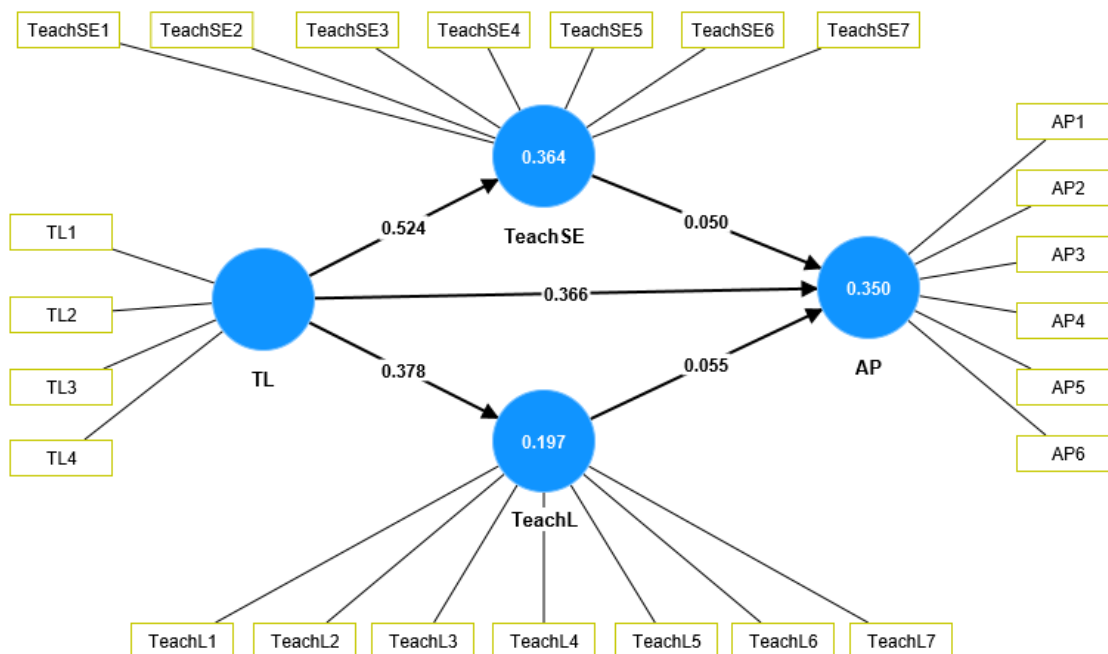 TeachSE1
TeachSE2
TeachSE3
TeachSE4
TeachSE5
TeachSE6
TeachSE7
0.364
TeachSE
0.524
0.050
TL1
TL2
TL3
TL4
TL
0.366
0.378
0.055
0.350
AP
AP1
AP2
AP3
AP4
AP5
AP6
0.197
TeachL
TeachL1
TeachL2
TeachL3
TeachL4
TeachL5
TeachL6
TeachL7